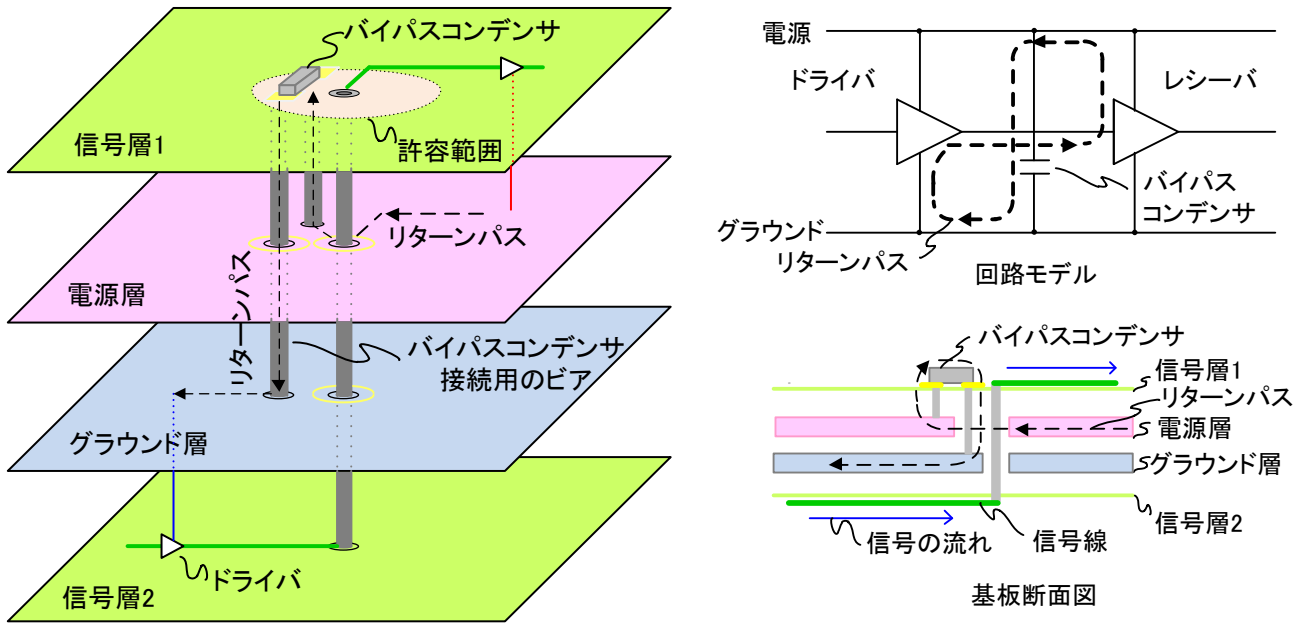 バイパスコンデンサ
許容範囲
信号層1
リターンパス
電源層
リターンパス
バイパスコンデンサ
接続用のビア
グラウンド層
ドライバ
信号層2
電源
ドライバ
レシーバ
バイパス
コンデンサ
グラウンド
リターンパス
回路モデル
バイパスコンデンサ
信号層1
リターンパス
電源層
グラウンド層
信号層2
信号の流れ
信号線
基板断面図